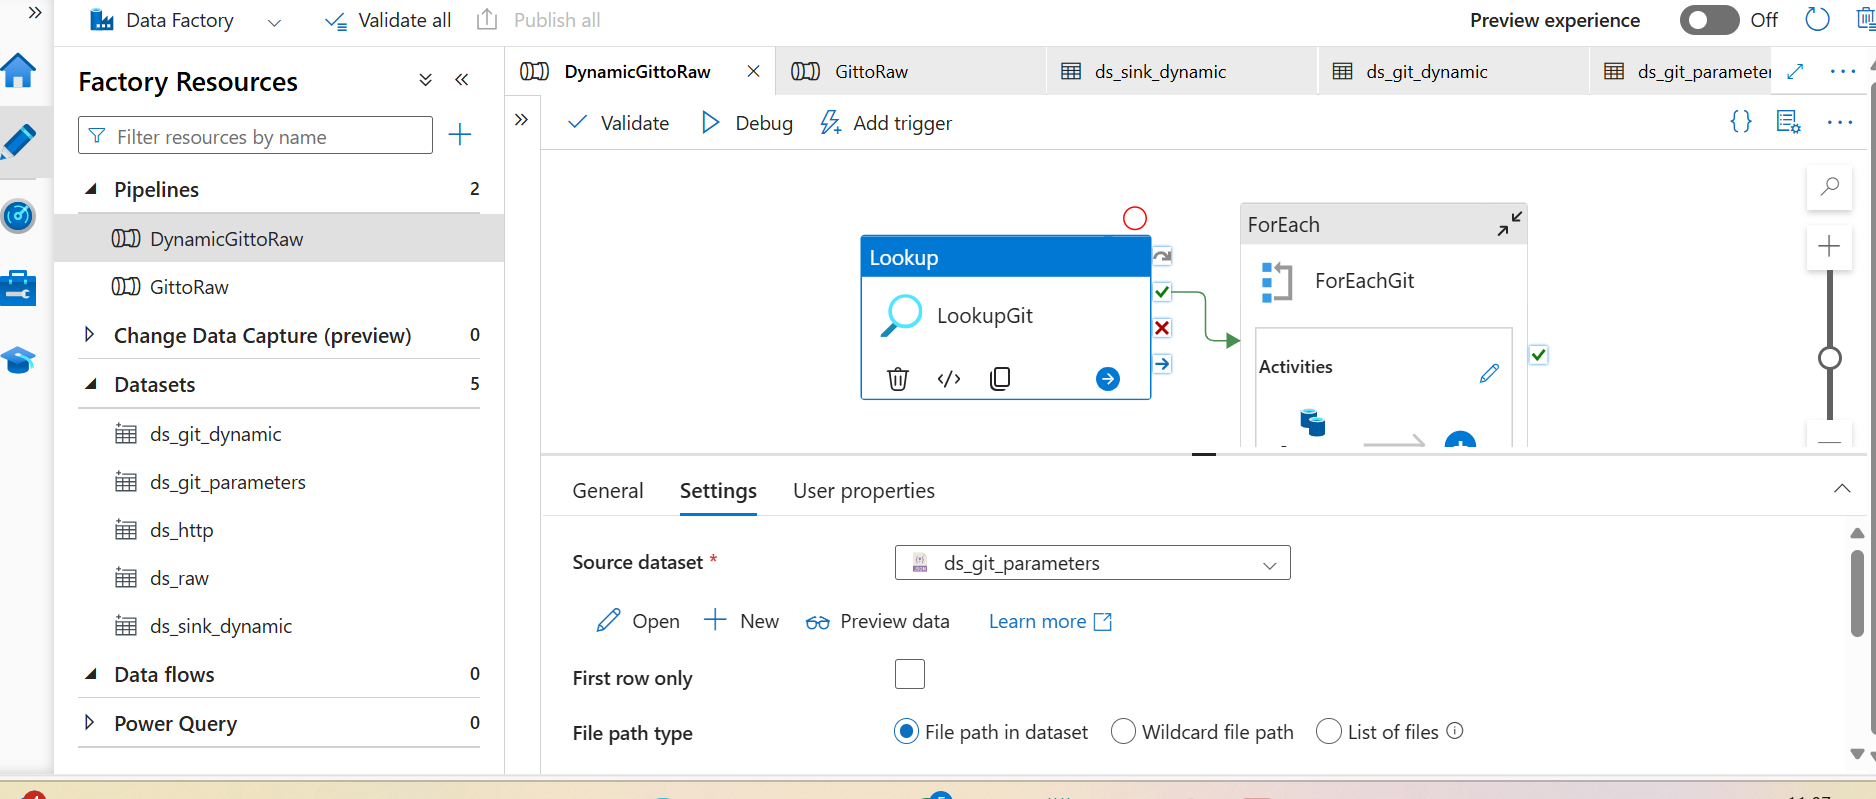 Data Factory
Validate all
Publish all
Preview experience
Off
Factory Resources
Filter resources by name
Pipelines 2
DynamicGittoRaw
GittoRaw
Change Data Capture (preview) 0
Datasets 5
ds_git_dynamic
ds_git_parameters
ds_http
ds_raw
ds_sink_dynamic
Data flows 0
Power Query 0
DynamicGittoRaw
GittoRaw
ds_sink_dynamic
ds_git_dynamic
ds_git_parameter
Validate
Debug
Add trigger
{}
Lookup
LookupGit
ForEach
ForEachGit
Activities
General
Settings
User properties
Source dataset *
ds_git_parameters
Open
New
Preview data
Learn more
First row only
File path type
File path in dataset
Wildcard file path
List of files